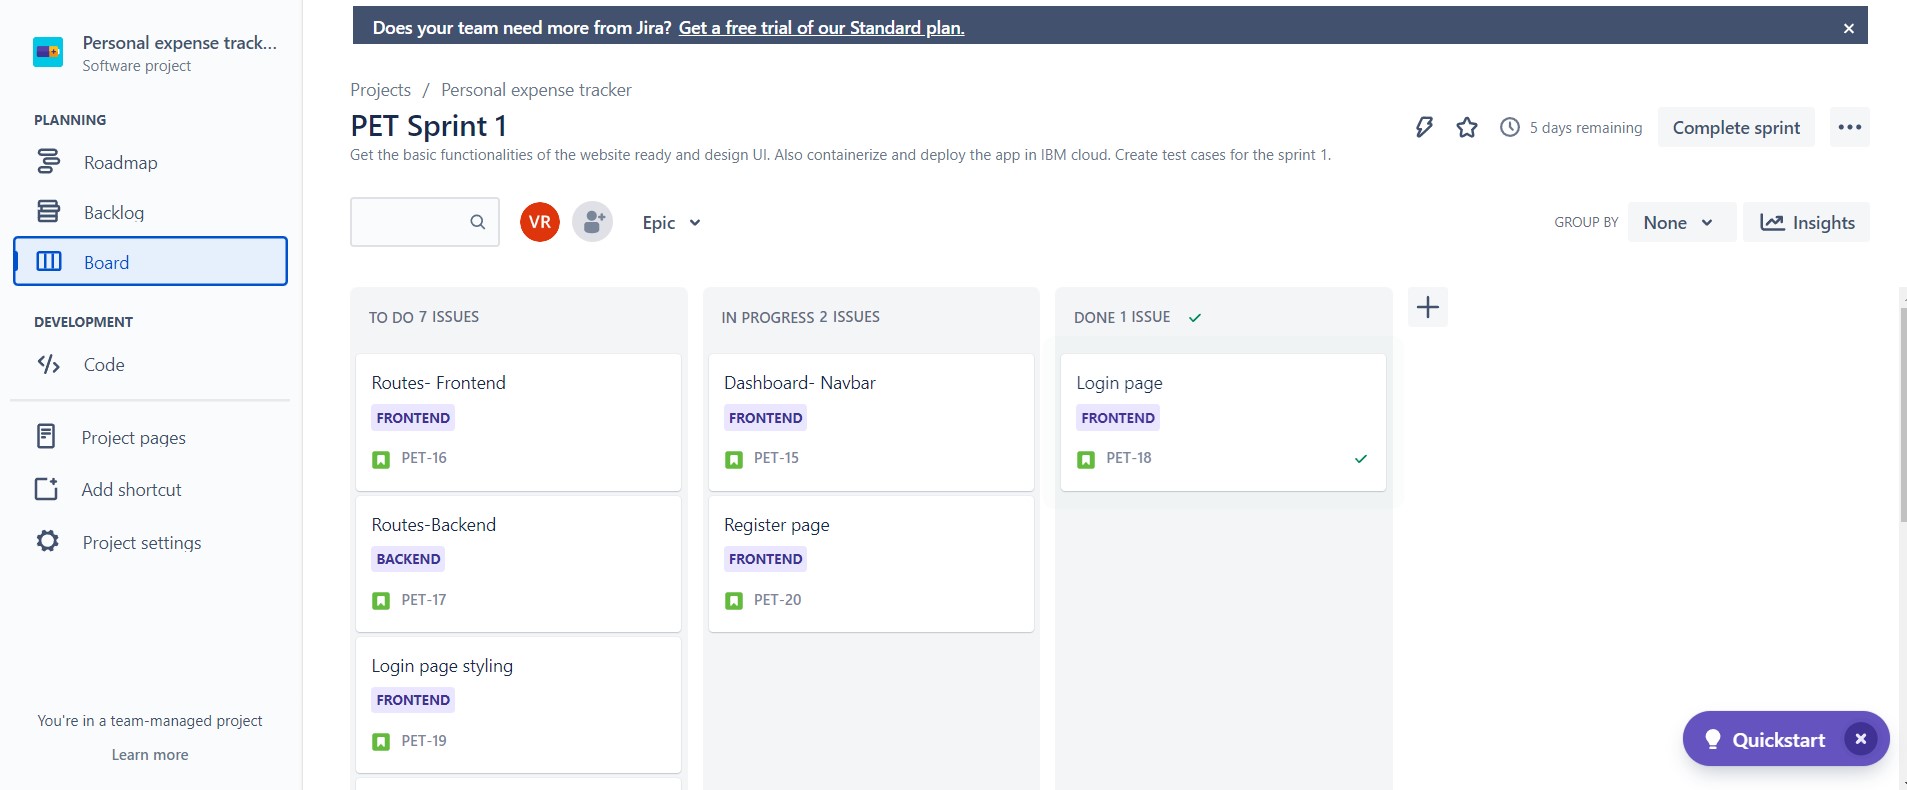 Personal expense track...
Software project
PLANNING
Roadmap
Backlog
Board
DEVELOPMENT
Code
Project pages
Add shortcut
Project settings
You're in a team-managed project
Learn more
Does your team need more from Jira? Get a free trial of our Standard plan.
Projects / Personal expense tracker
PET Sprint 1
5 days remaining
Complete sprint
Get the basic functionalities of the website ready and design UI. Also containerize and deploy the app in IBM cloud. Create test cases for the sprint 1.
VR
Epic
GROUP BY
None
Insights
TO DO 7 ISSUES
Routes- Frontend
FRONTEND
PET-16
Routes-Backend
BACKEND
PET-17
Login page styling
FRONTEND
PET-19
IN PROGRESS 2 ISSUES
Dashboard- Navbar
FRONTEND
PET-15
Register page
FRONTEND
PET-20
DONE 1 ISSUE
Login page
FRONTEND
PET-18
Quickstart